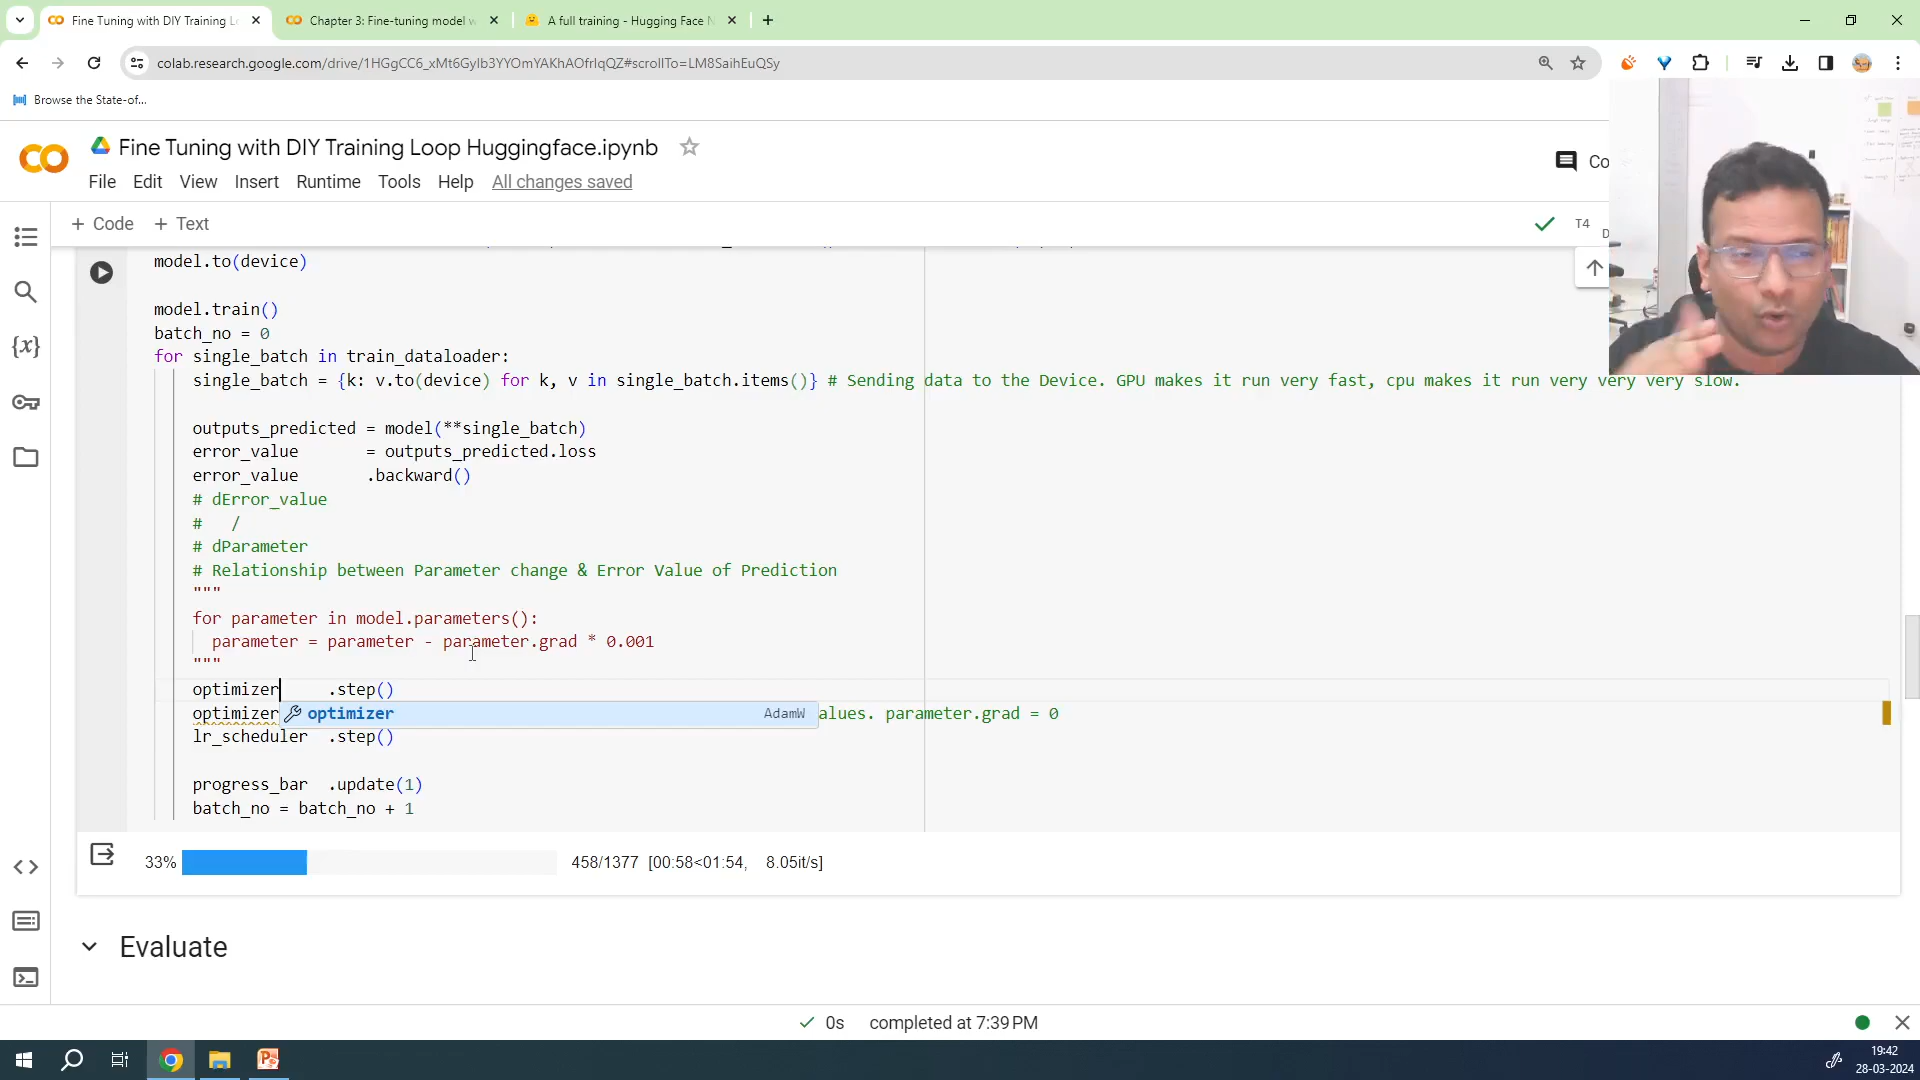 Fine Tuning with DIY Training L
Chapter 3: Fine-tuning model w
A full training - Hugging Face N
colab.research.google.com/drive/1HGgCC6_xMt6GyIb3YYOmYAKhAOfrIqQZ#scrollTo=LM8SaihEuQSy
Browse the State-of...
Fine Tuning with DIY Training Loop Huggingface.ipynb
Co
File Edit View Insert Runtime Tools Help All changes saved
+ Code + Text
T4
D
model.to(device)
model.train()
batch_no = 0
for single_batch in train_dataloader:
single_batch = {k: v.to(device) for k, v in single_batch.items()} # Sending data to the Device. GPU makes it run very fast, cpu makes it run very very very slow.
outputs_predicted = model(**single_batch)
error_value = outputs_predicted.loss
error_value .backward()
# dError_value
# /
# dParameter
# Relationship between Parameter change & Error Value of Prediction
"""
for parameter in model.parameters():
parameter = parameter - parameter.grad * 0.001
"""
optimizer .step()
optimizer optimizer AdamW alues. parameter.grad = 0
lr_scheduler .step()
progress_bar .update(1)
batch_no = batch_no + 1
33% 458/1377 [00:58<01:54, 8.05it/s]
Evaluate
0s completed at 7:39 PM
19:42
28-03-2024